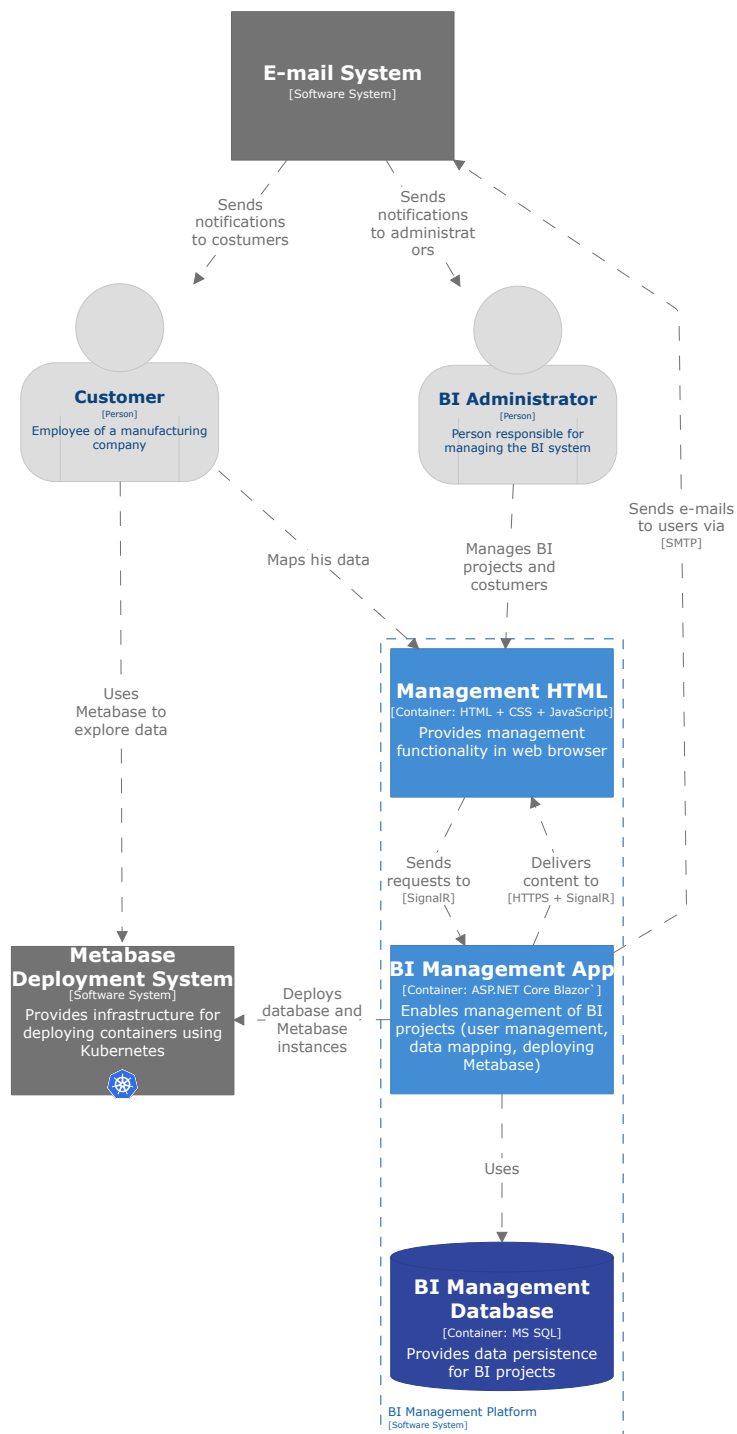 E-mail System
[Software System]
Sends
notifications
to costumers
Sends
notifications
to administrat
ors
Customer
[Person]
Employee of a manufacturing
company
BI Administrator
[Person]
Person responsible for
managing the BI system
Sends e-mails
to users via
[SMTP]
Maps his data
Manages BI
projects and
costumers
Uses
Metabase to
explore data
Management HTML
[Container: HTML + CSS + JavaScript]
Provides management
functionality in web browser
Sends
requests to
[SignalR]
Delivers
content to
[HTTPS + SignalR]
Metabase
Deployment System
[Software System]
Provides infrastructure for
deploying containers using
Kubernetes
Deploys
database and
Metabase
instances
BI Management App
[Container: ASP.NET Core Blazor`]
Enables management of BI
projects (user management,
data mapping, deploying
Metabase)
Uses
BI Management
Database
[Container: MS SQL]
Provides data persistence
for BI projects
BI Management Platform
[Software System]